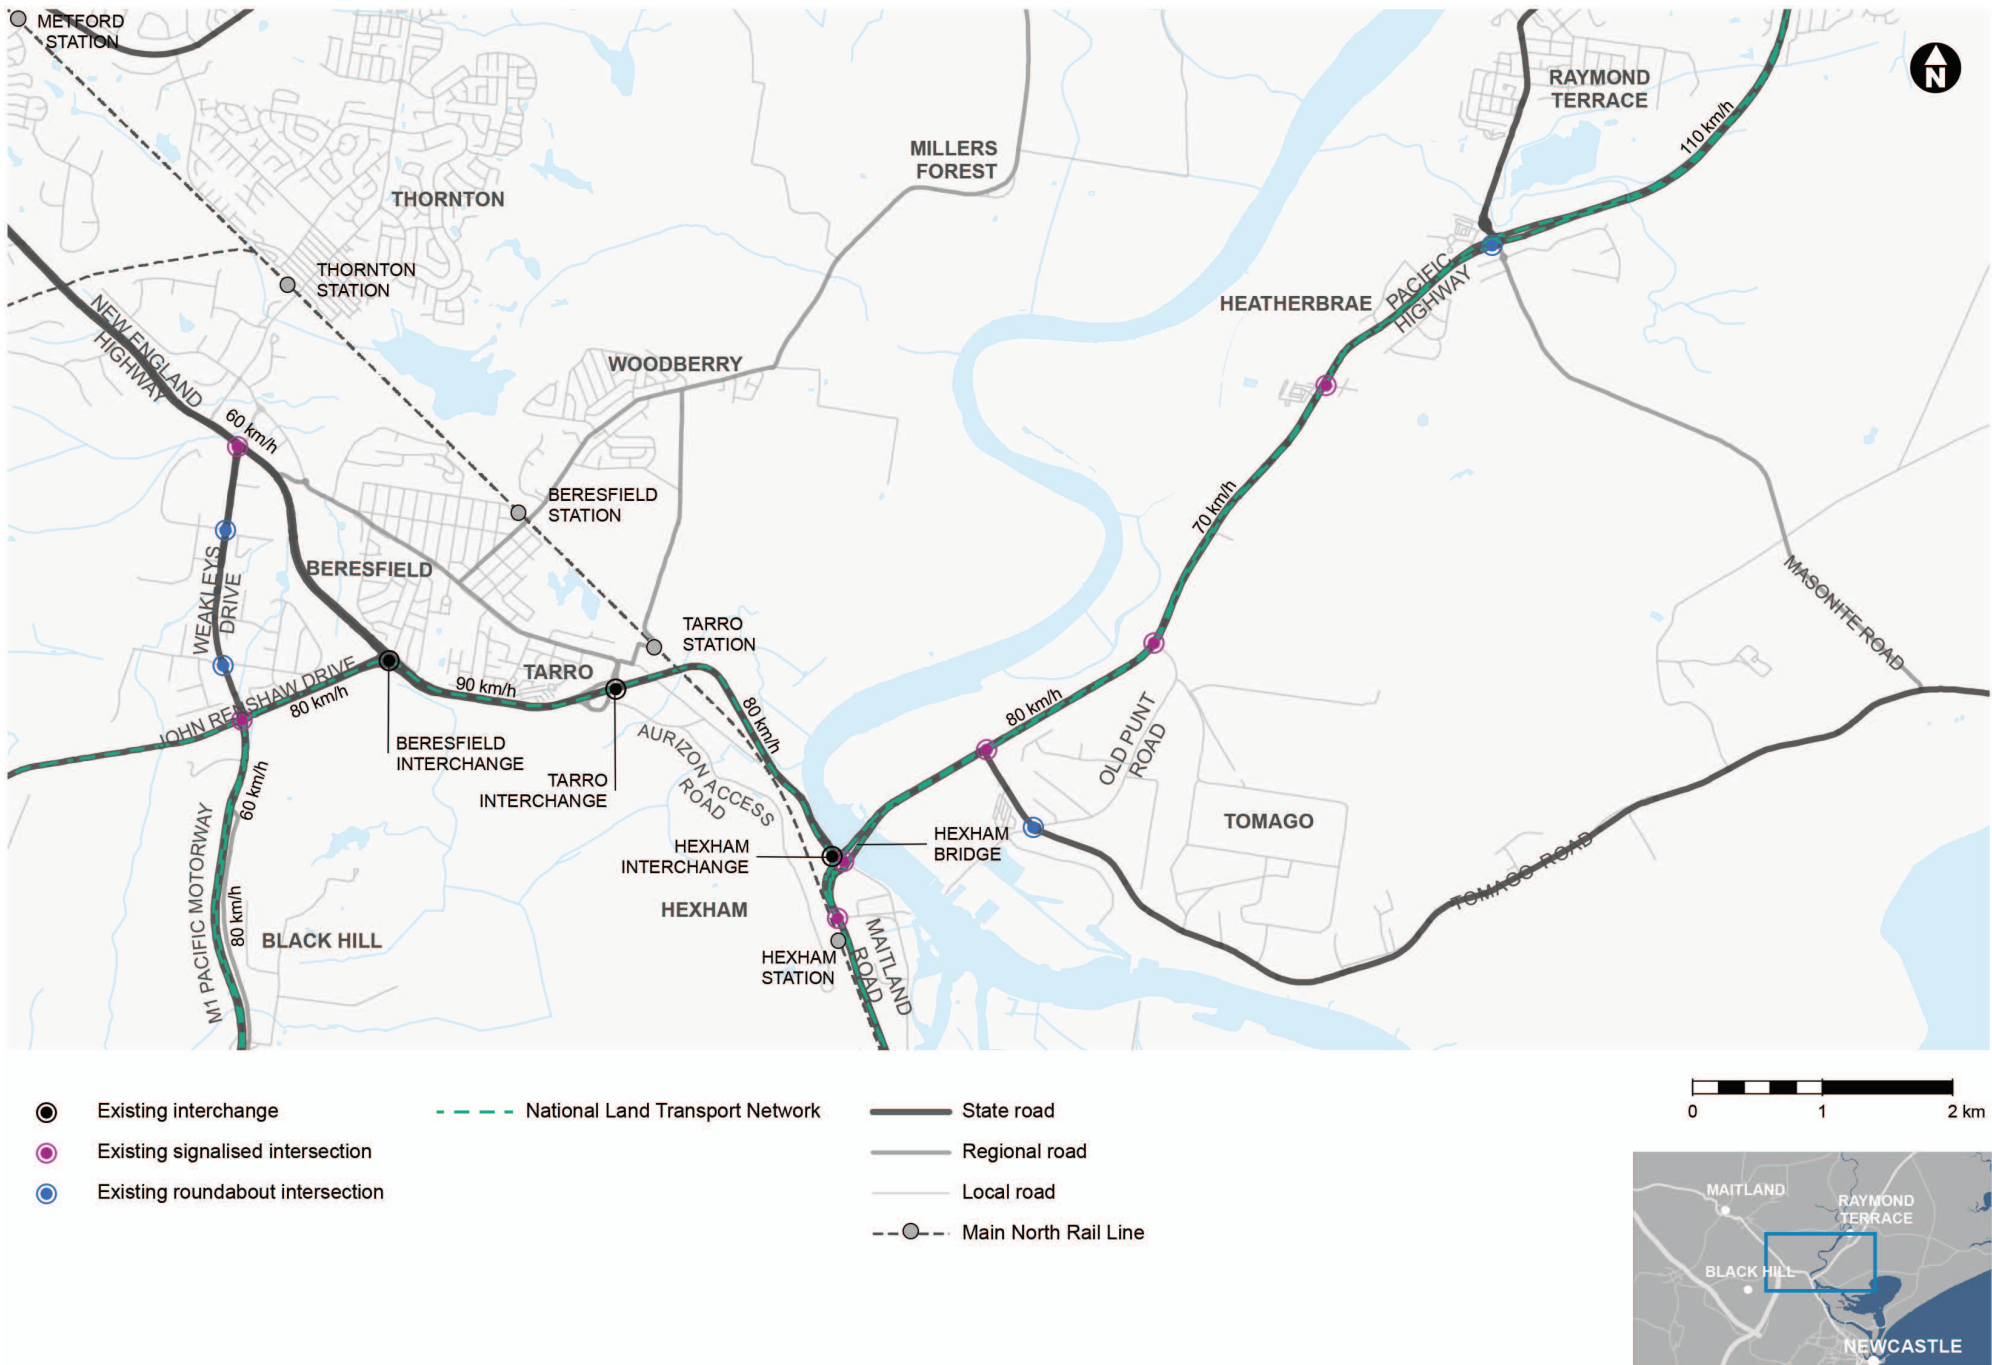 METFORD
STATION
N
RAYMOND
TERRACE
110 km/h
MILLERS
FOREST
THORNTON
THORNTON
STATION
PACIFIC
HIGHWAY
HEATHERBRAE
NEW ENGLAND
HIGHWAY
WOODBERRY
60 km/h
BERESFIELD
STATION
70 km/h
BERESFIELD
WEAKLEYS
DRIVE
MASONITE ROAD
TARRO
STATION
TARRO
JOHN RENSHAW DRIVE
80 km/h
90 km/h
80 km/h
80 km/h
OLD PUNT
ROAD
BERESFIELD
INTERCHANGE
TARRO
INTERCHANGE
AURIZON ACCESS
ROAD
60 km/h
TOMAGO
HEXHAM
INTERCHANGE
HEXHAM
BRIDGE
TOMAGO ROAD
M1 PACIFIC MOTORWAY
80 km/h
BLACK HILL
HEXHAM
MAITLAND
ROAD
HEXHAM
STATION
Existing interchange
Existing signalised intersection
Existing roundabout intersection
National Land Transport Network
State road
Regional road
Local road
Main North Rail Line
0 1 2 km
MAITLAND
RAYMOND
TERRACE
BLACK HILL
NEWCASTLE